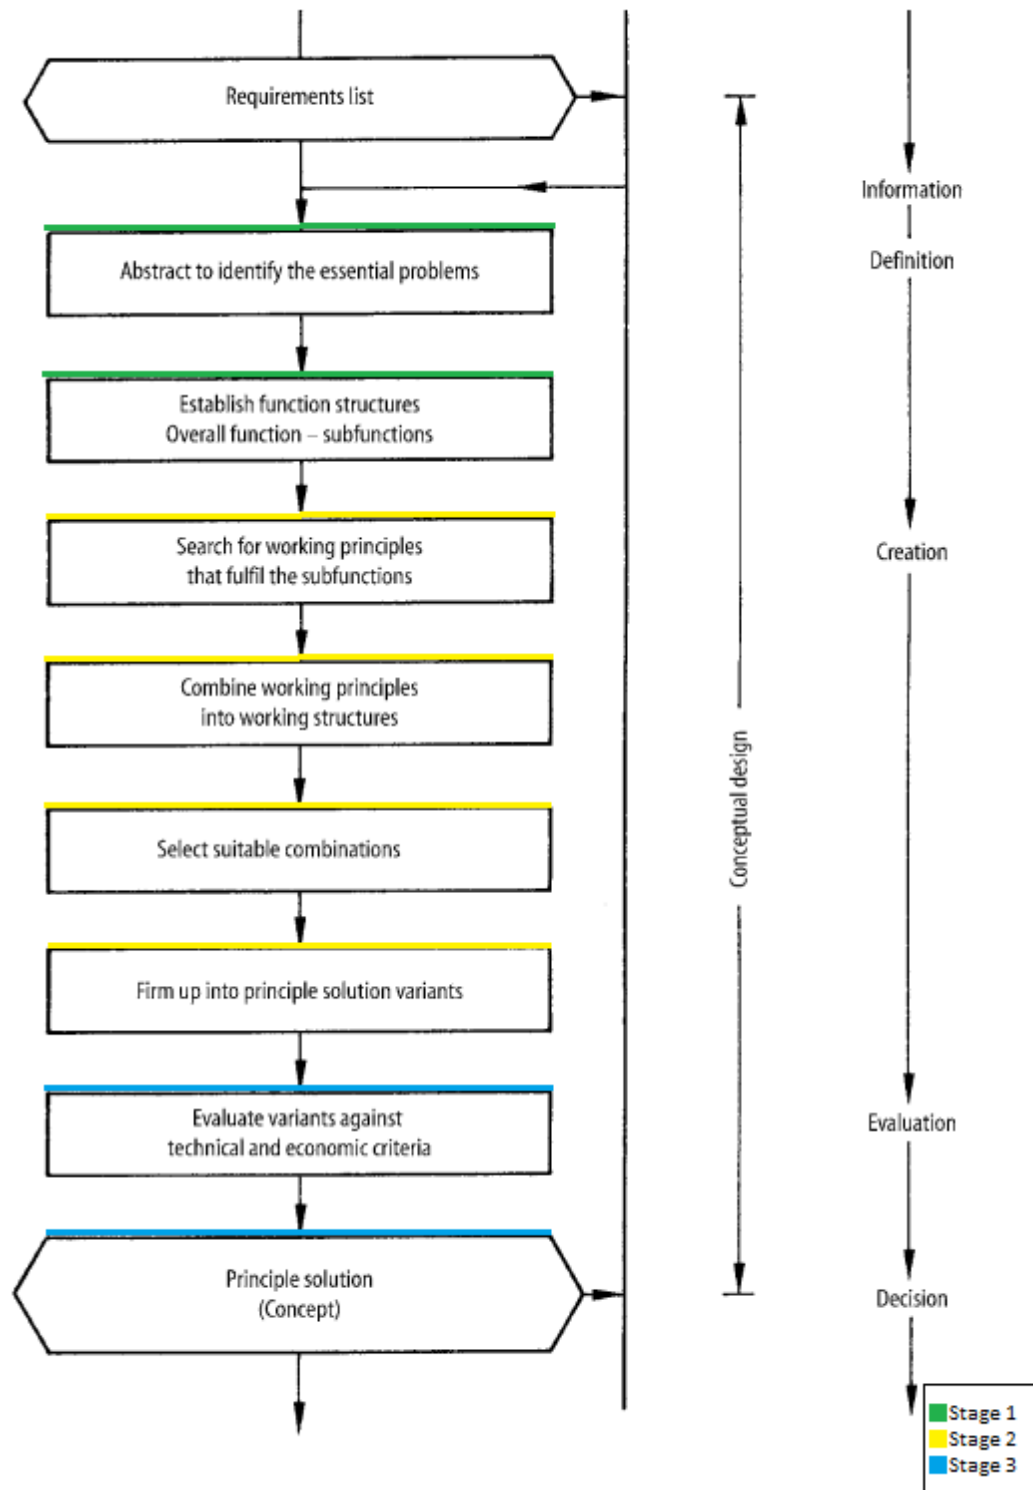 Requirements list
Information
Abstract to identify the essential problems
Definition
Establish function structures
Overall function – subfunctions
Search for working principles
that fulfil the subfunctions
Creation
Combine working principles
into working structures
Conceptual design
Select suitable combinations
Firm up into principle solution variants
Evaluate variants against
technical and economic criteria
Evaluation
Principle solution
(Concept)
Decision
Stage 1
Stage 2
Stage 3